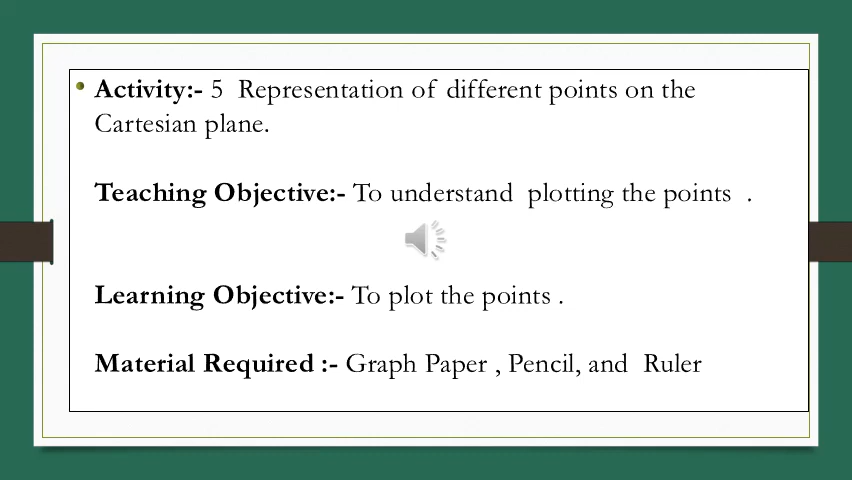 • Activity:- 5 Representation of different points on the
Cartesian plane.
Teaching Objective:- To understand plotting the points .
Learning Objective:- To plot the points .
Material Required :- Graph Paper , Pencil, and Ruler